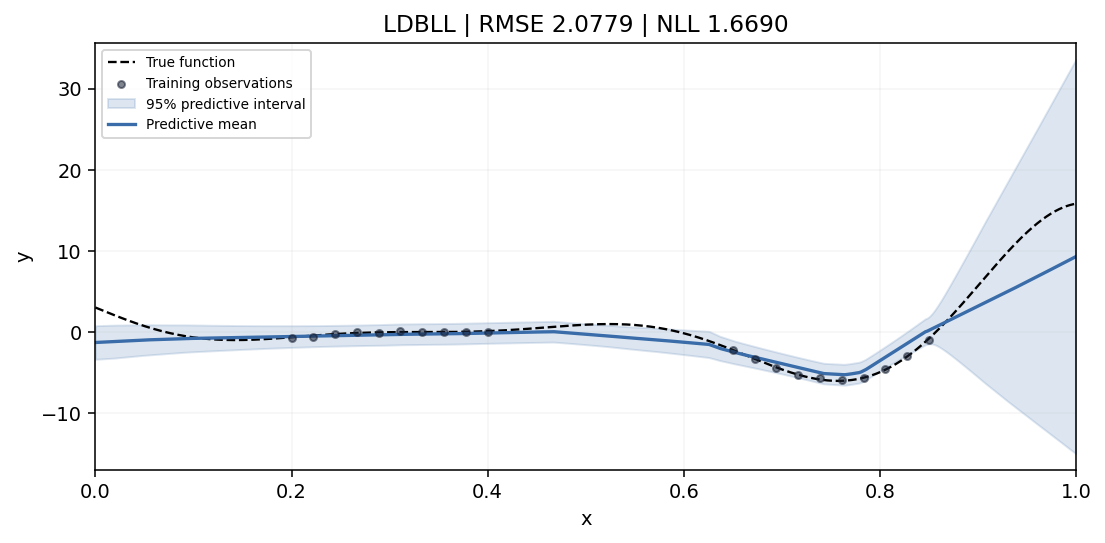 LDBLL | RMSE 2.0779 | NLL 1.6690
True function
Training observations
95% predictive interval
Predictive mean
30
20
10
0
−10
y
0.0 0.2 0.4 0.6 0.8 1.0
x